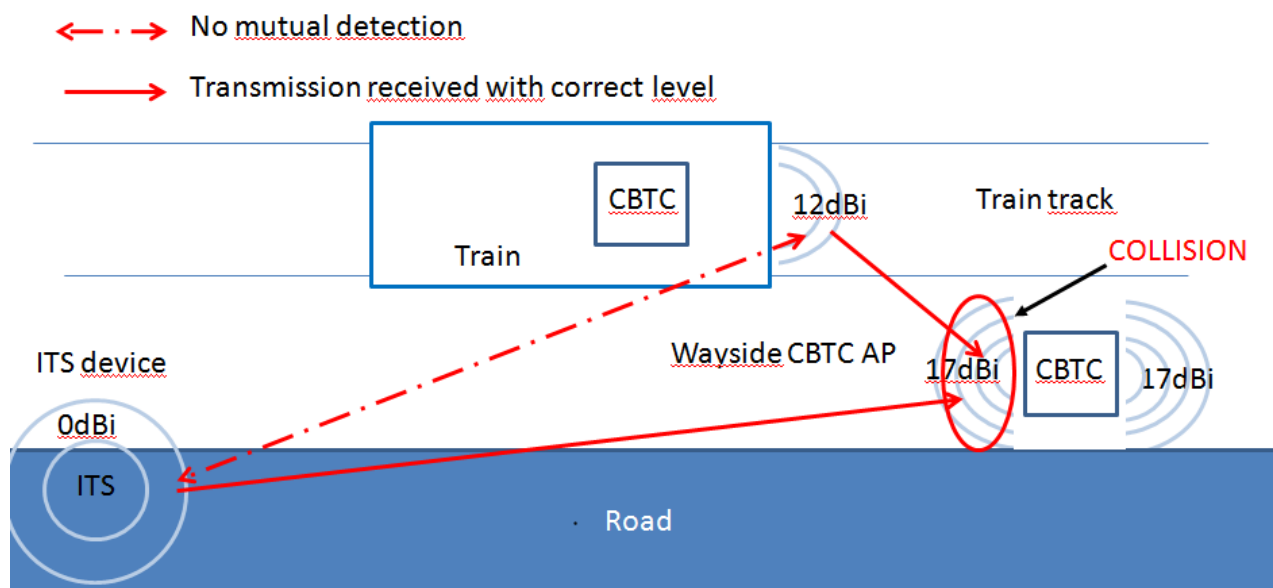 No mutual detection
Transmission received with correct level
CBTC
12dBi
Train track
Train
COLLISION
Wayside CBTC AP
ITS device
17dBi
CBTC
17dBi
0dBi
ITS
Road